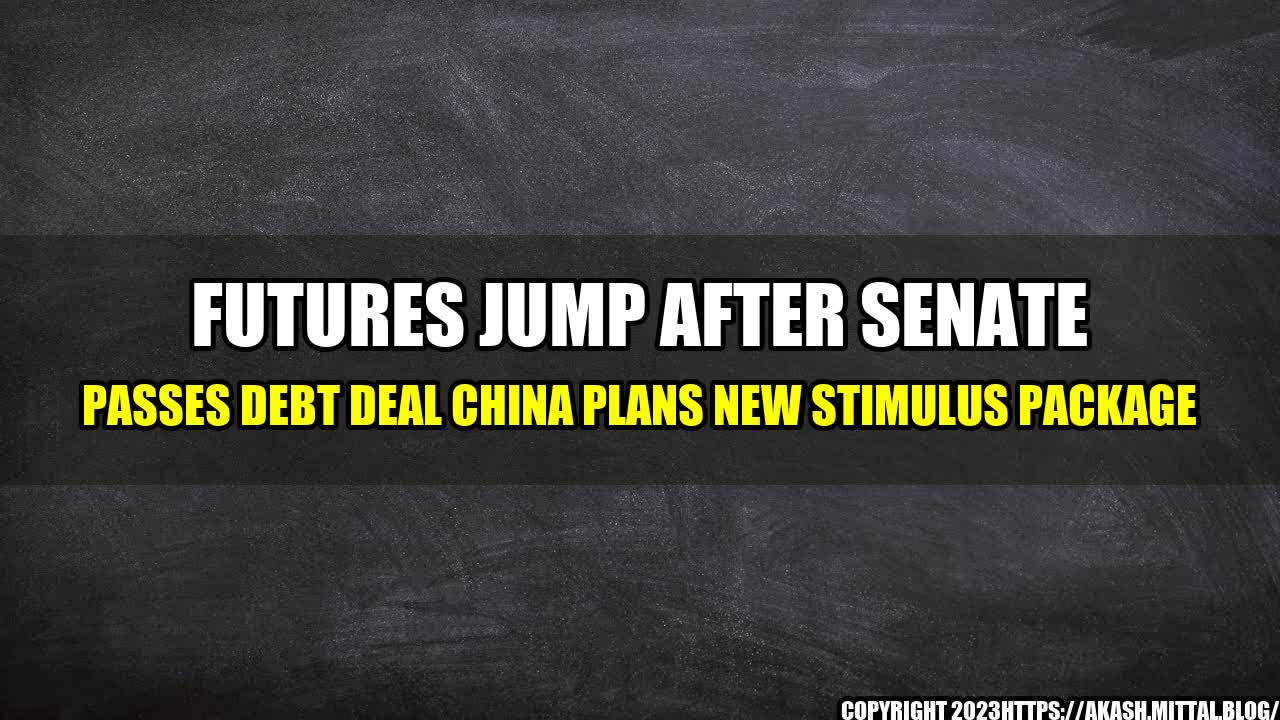 FUTURES JUMP AFTER SENATE
PASSES DEBT DEAL CHINA PLANS NEW STIMULUS PACKAGE
COPYRIGHT 2023HTTPS://AKASH.MITTAL.BLOG/